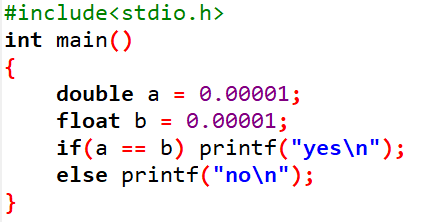 #include<stdio.h>
int main()
{
    double a = 0.00001;
    float b = 0.00001;
    if(a == b) printf("yes\n");
    else printf("no\n");
}